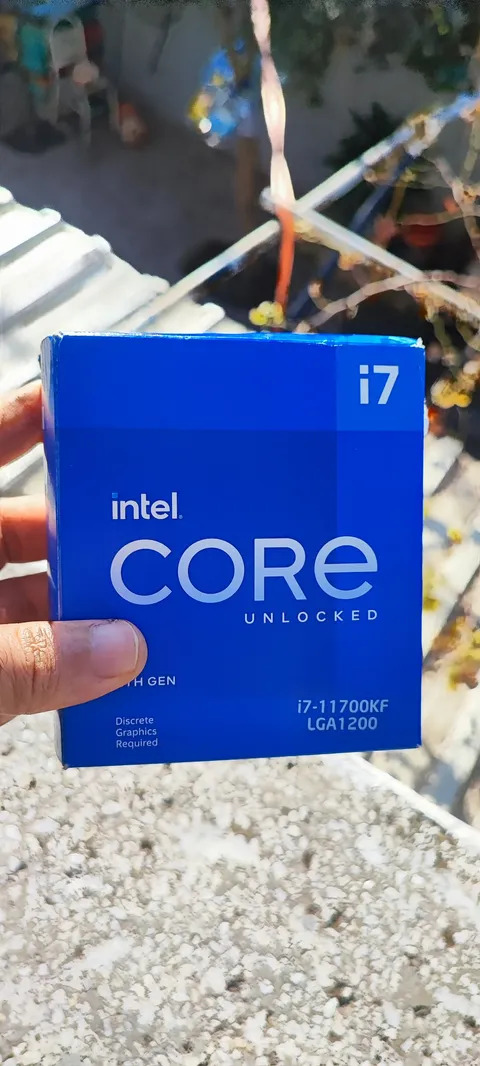 i7
intel.
CORE
UNLOCKED
TH GEN
i7-11700KF
LGA1200
Discrete
Graphics
Required